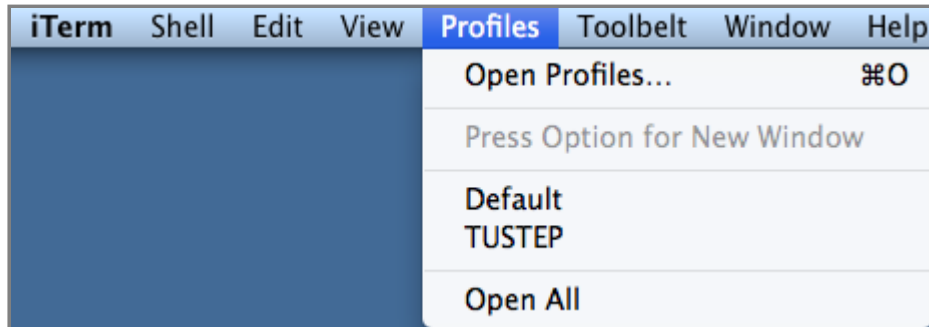 iTerm Shell Edit View Profiles Toolbelt Window Help
Open Profiles... ⌘O
Press Option for New Window
Default
TUSTEP
Open All